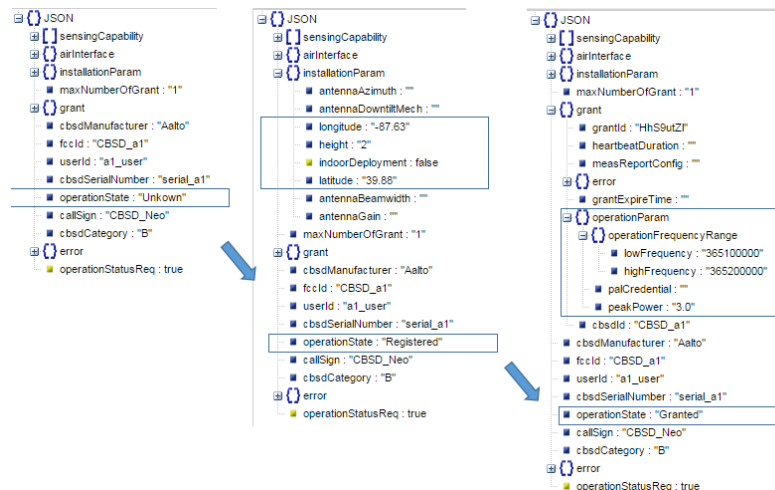 JSON
sensingCapability
airInterface
installationParam
maxNumberOfGrant : "1"
grant
cbsdManufacturer : "Aalto"
fccId : "CBSD_a1"
userId : "a1_user"
cbsdSerialNumber : "serial_a1"
operationState : "Unkown"
callSign : "CBSD_Neo"
cbsdCategory : "B"
error
operationStatusReq : true
JSON
sensingCapability
airInterface
installationParam
antennaAzimuth : ""
antennaDowntiltMech : ""
longitude : "-87.63"
height : "2"
indoorDeployment : false
latitude : "39.88"
antennaBeamwidth : ""
antennaGain : ""
maxNumberOfGrant : "1"
grant
cbsdManufacturer : "Aalto"
fccId : "CBSD_a1"
userId : "a1_user"
cbsdSerialNumber : "serial_a1"
operationState : "Registered"
callSign : "CBSD_Neo"
cbsdCategory : "B"
error
operationStatusReq : true
JSON
sensingCapability
airInterface
installationParam
maxNumberOfGrant : "1"
grant
grantId : "HhS9utZf"
heartbeatDuration : ""
measReportConfig : ""
error
grantExpireTime : ""
operationParam
operationFrequencyRange
lowFrequency : "365100000"
highFrequency : "365200000"
palCredential : ""
peakPower : "3.0"
cbsdId : "CBSD_a1"
cbsdManufacturer : "Aalto"
fccId : "CBSD_a1"
userId : "a1_user"
cbsdSerialNumber : "serial_a1"
operationState : "Granted"
callSign : "CBSD_Neo"
cbsdCategory : "B"
error
operationStatusReq : true